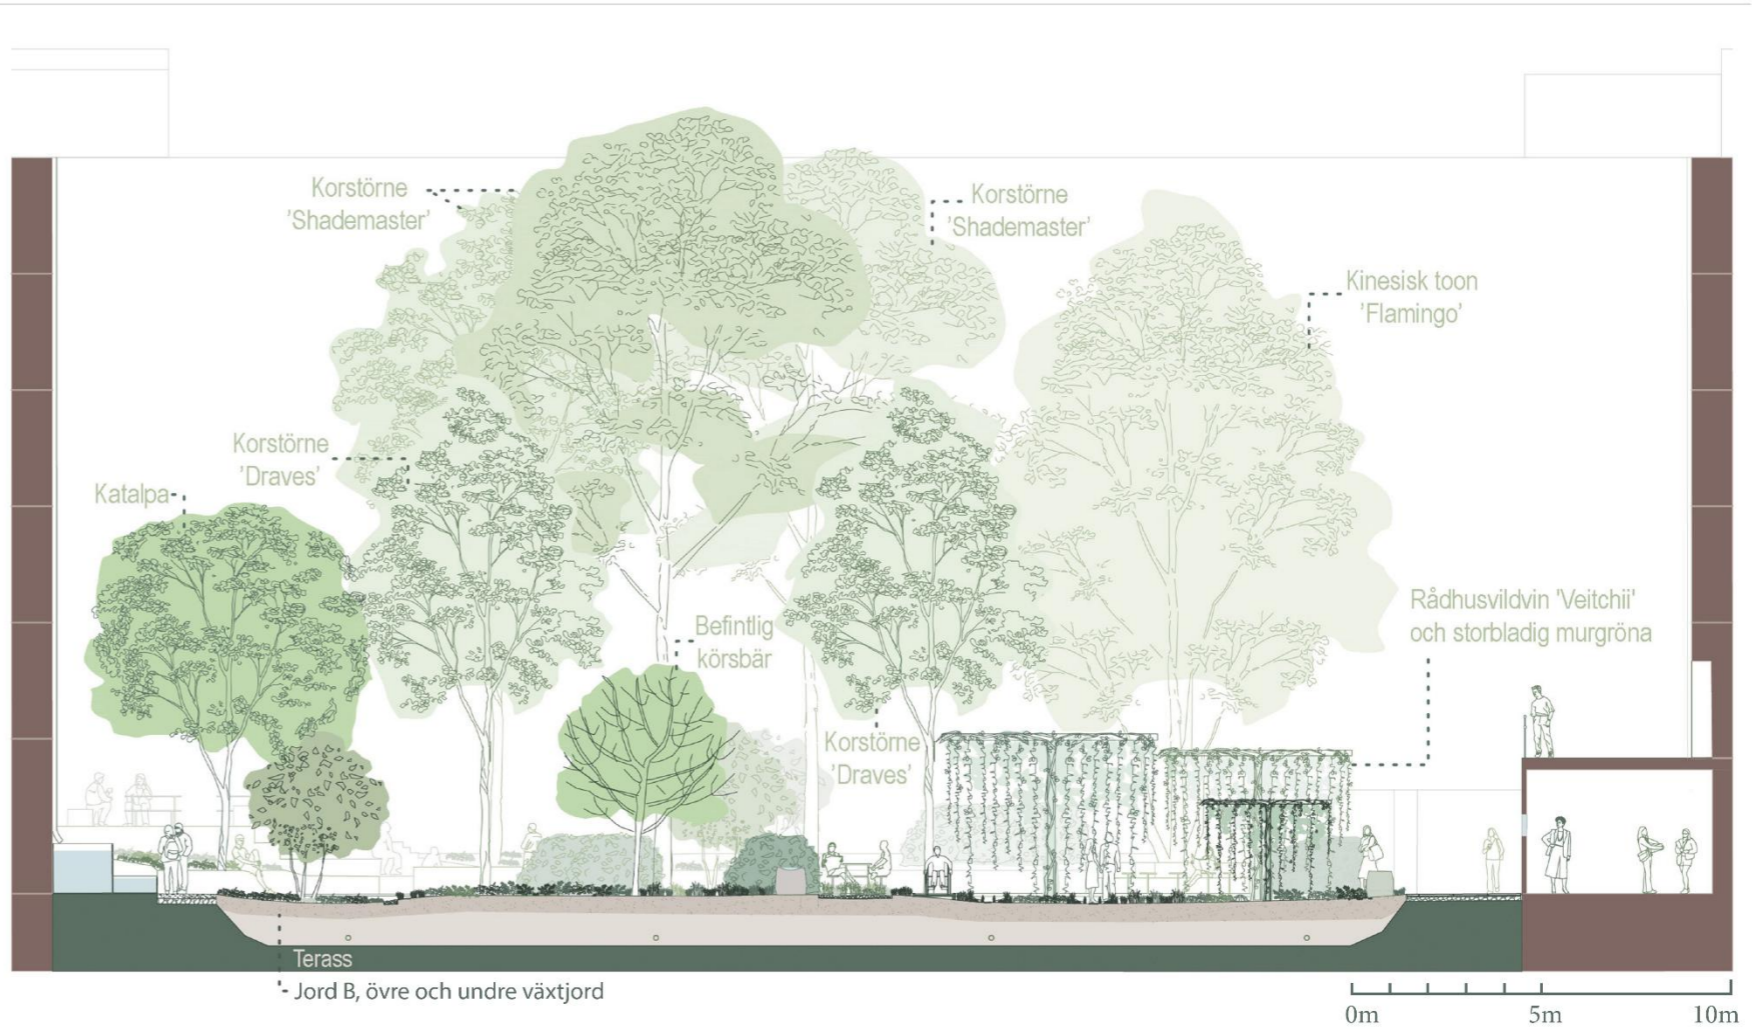 Korstörne
'Shademaster'
Korstörne
'Shademaster'
Kinesisk toon
'Flamingo'
Korstörne
'Draves'
Katalpa
Rådhusvildvin 'Veitchii'
och storbladig murgröna
Befintlig
körsbär
Korstörne
'Draves'
Terass
Jord B, övre och undre växtjord
0m 5m 10m